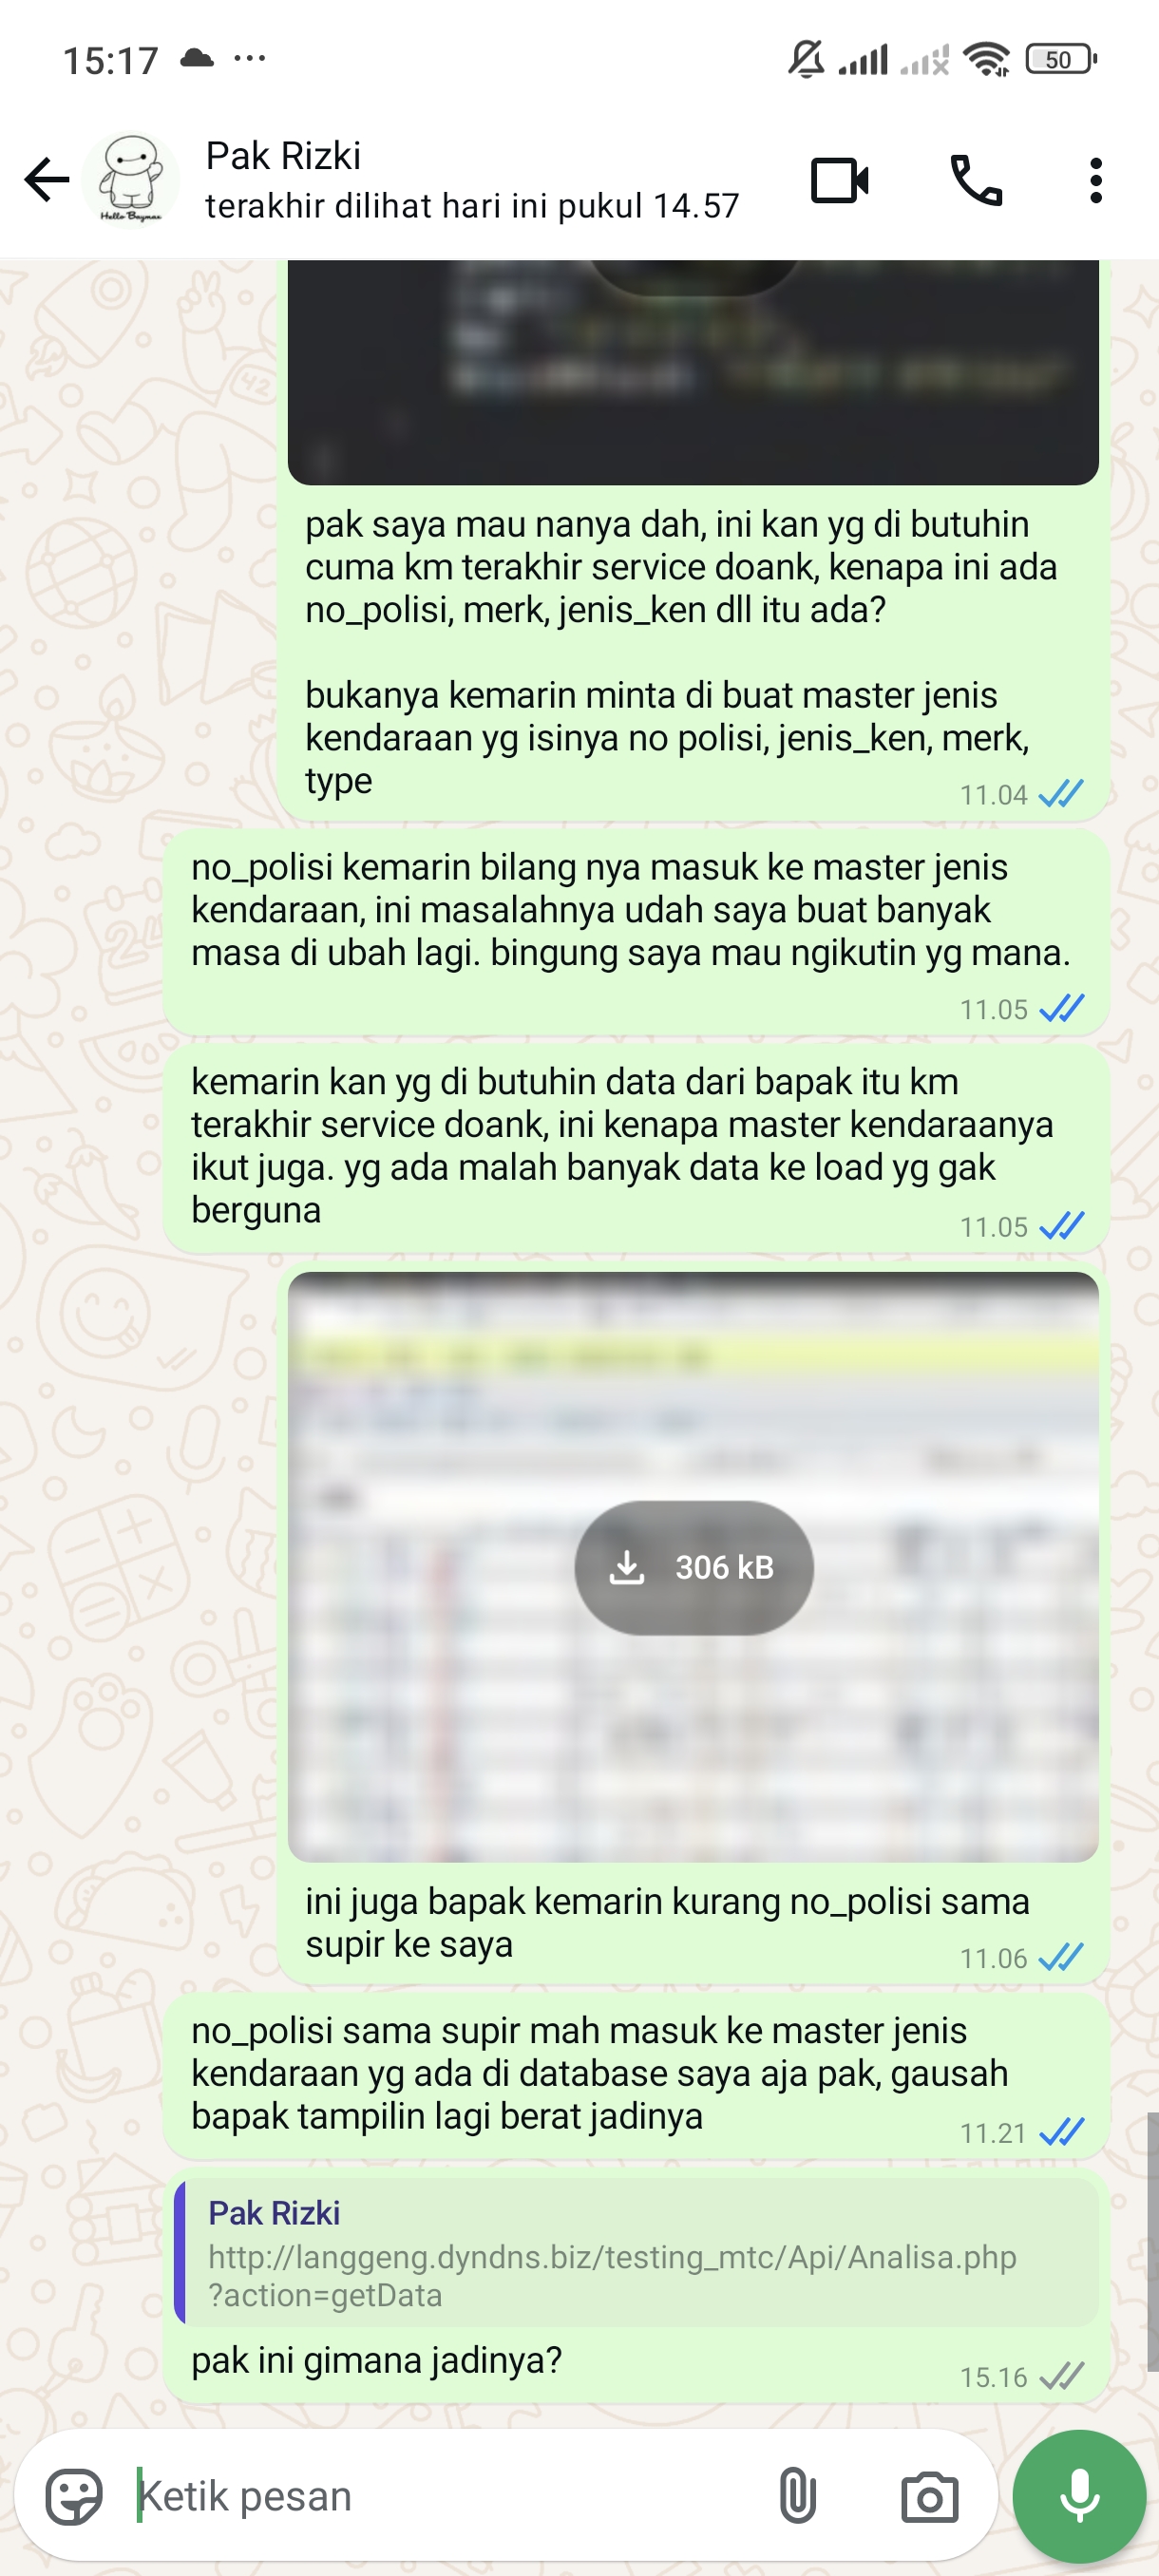 15:17
50
Pak Rizki
terakhir dilihat hari ini pukul 14.57
Hello Baymax
pak saya mau nanya dah, ini kan yg di butuhin
cuma km terakhir service doank, kenapa ini ada
no_polisi, merk, jenis_ken dll itu ada?
bukanya kemarin minta di buat master jenis
kendaraan yg isinya no polisi, jenis_ken, merk,
type
11.04
no_polisi kemarin bilang nya masuk ke master jenis
kendaraan, ini masalahnya udah saya buat banyak
masa di ubah lagi. bingung saya mau ngikutin yg mana.
11.05
kemarin kan yg di butuhin data dari bapak itu km
terakhir service doank, ini kenapa master kendaraanya
ikut juga. yg ada malah banyak data ke load yg gak
berguna
11.05
306 kB
ini juga bapak kemarin kurang no_polisi sama
supir ke saya
11.06
no_polisi sama supir mah masuk ke master jenis
kendaraan yg ada di database saya aja pak, gausah
bapak tampilin lagi berat jadinya
11.21
Pak Rizki
http://langgeng.dyndns.biz/testing_mtc/Api/Analisa.php
?action=getData
pak ini gimana jadinya?
15.16
Ketik pesan